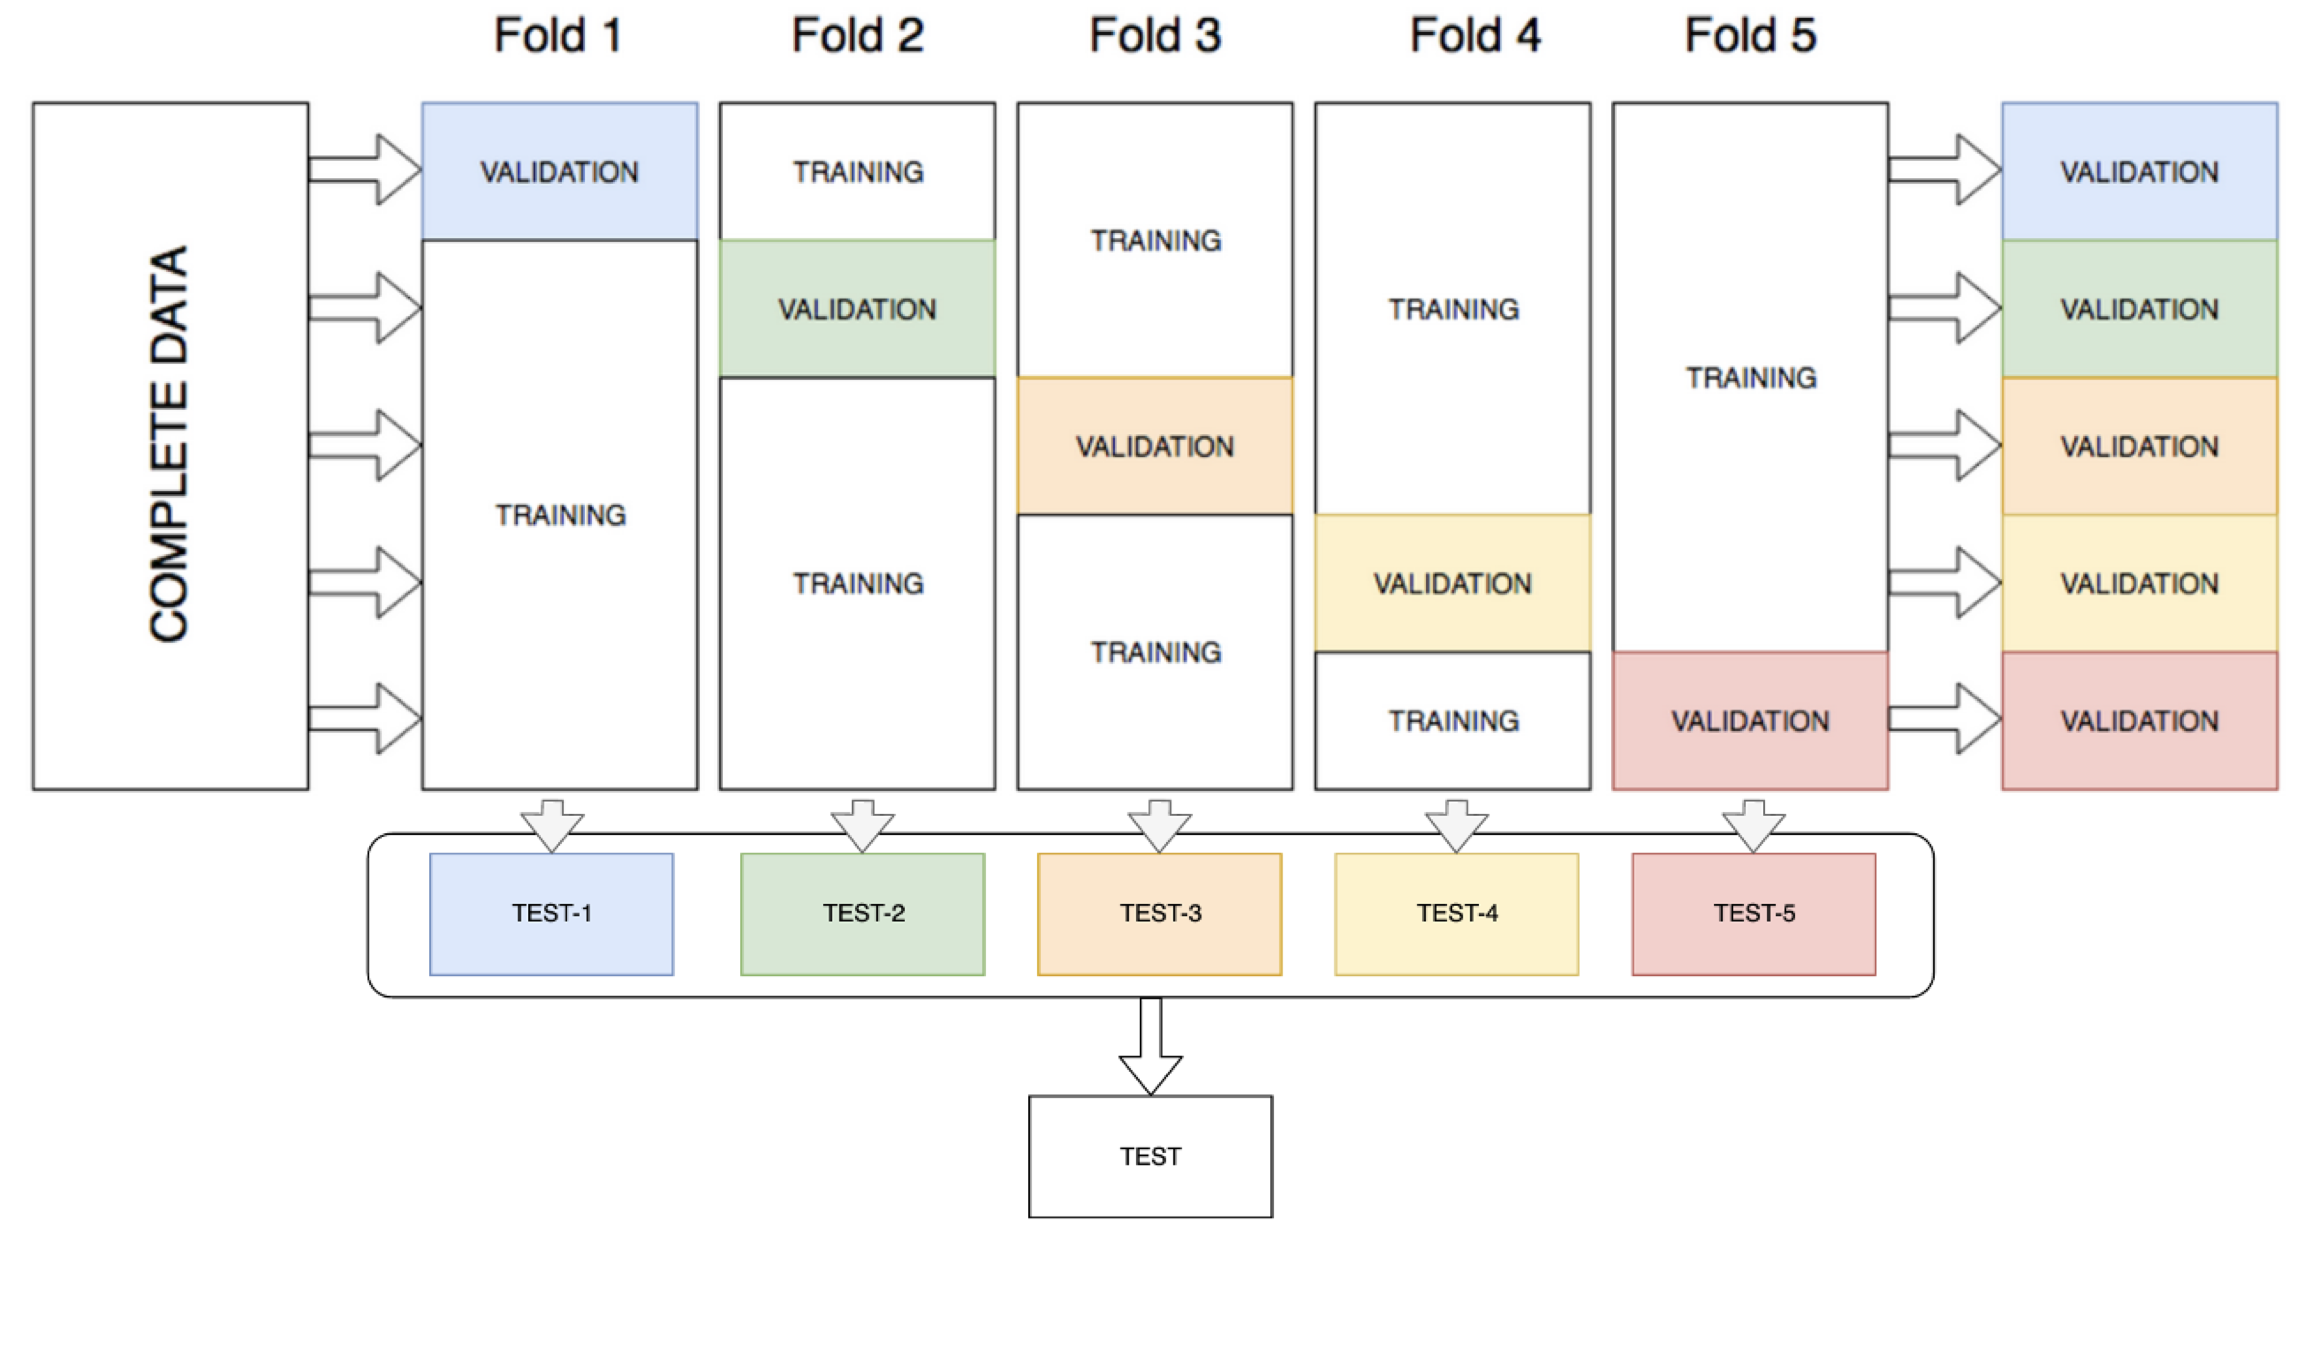 Fold 1
Fold 2
Fold 3
Fold 4
Fold 5
COMPLETE DATA
VALIDATION
TRAINING
TRAINING
VALIDATION
TRAINING
TRAINING
VALIDATION
TRAINING
TRAINING
VALIDATION
TRAINING
TRAINING
VALIDATION
VALIDATION
VALIDATION
VALIDATION
VALIDATION
VALIDATION
TEST-1
TEST-2
TEST-3
TEST-4
TEST-5
TEST